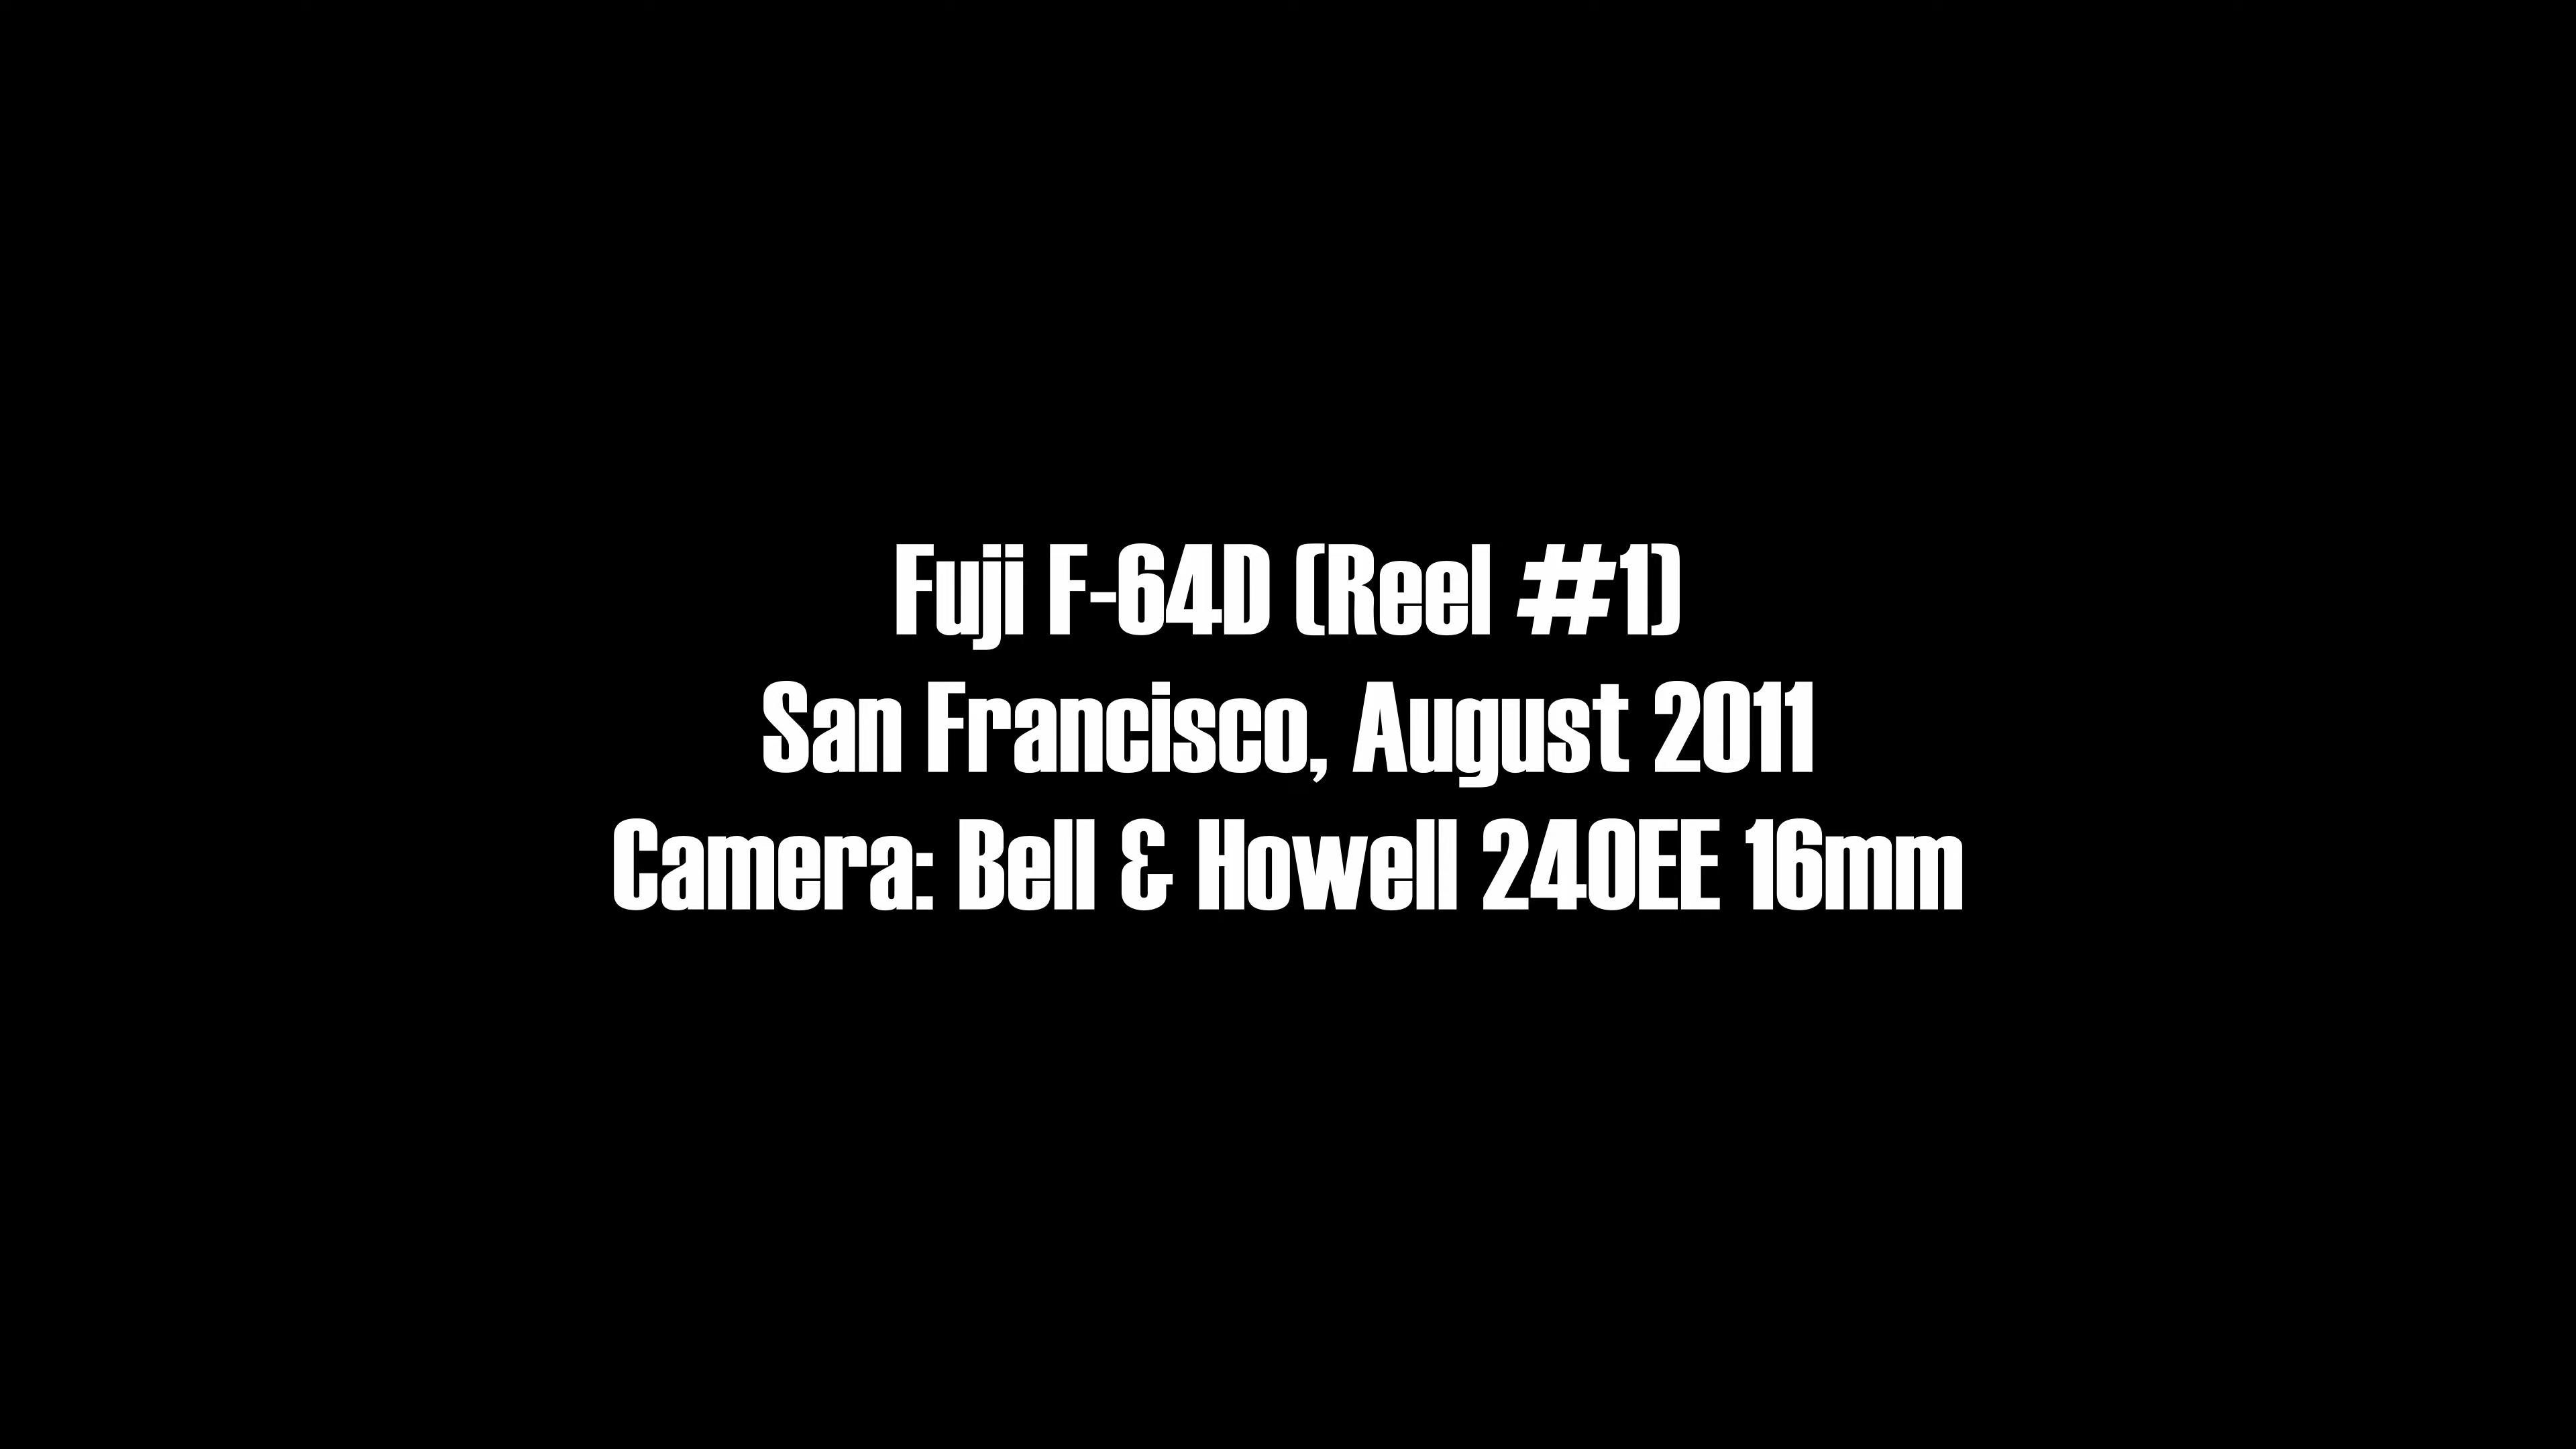 Fuji F-64D (Reel #1)
San Francisco, August 2011
Camera: Bell & Howell 240EE 16mm